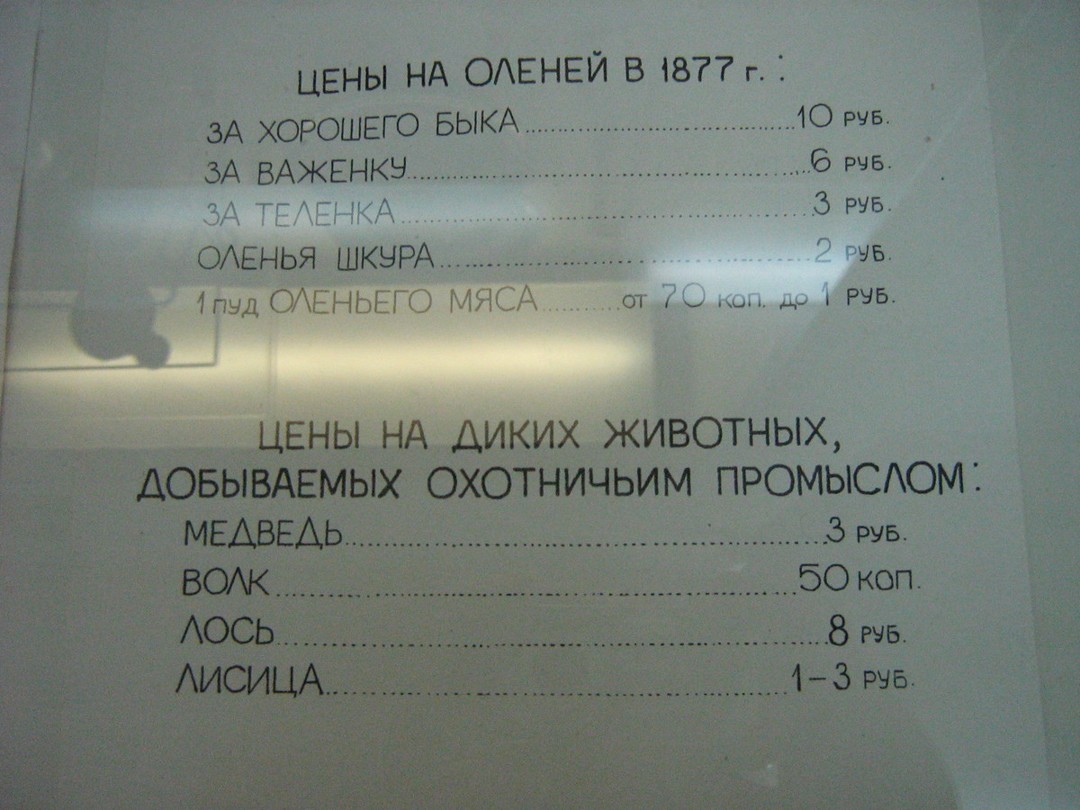 ЦЕНЫ НА ОЛЕНЕЙ В 1877 г. :
ЗА ХОРОШЕГО БЫКА..............................10 РУБ.
ЗА ВАЖЕНКУ..............................6 РУБ.
ЗА ТЕЛЕНКА..............................3 РУБ.
ОЛЕНЬЯ ШКУРА..............................2 РУБ.
1 пуд ОЛЕНЬЕГО МЯСА..........от 70 коп. до 1 РУБ.
ЦЕНЫ НА ДИКИХ ЖИВОТНЫХ,
ДОБЫВАЕМЫХ ОХОТНИЧЬИМ ПРОМЫСЛОМ:
МЕДВЕДЬ..............................3 РУБ.
ВОЛК..............................50 КОП.
ЛОСЬ..............................8 РУБ.
ЛИСИЦА..............................1-3 РУБ.